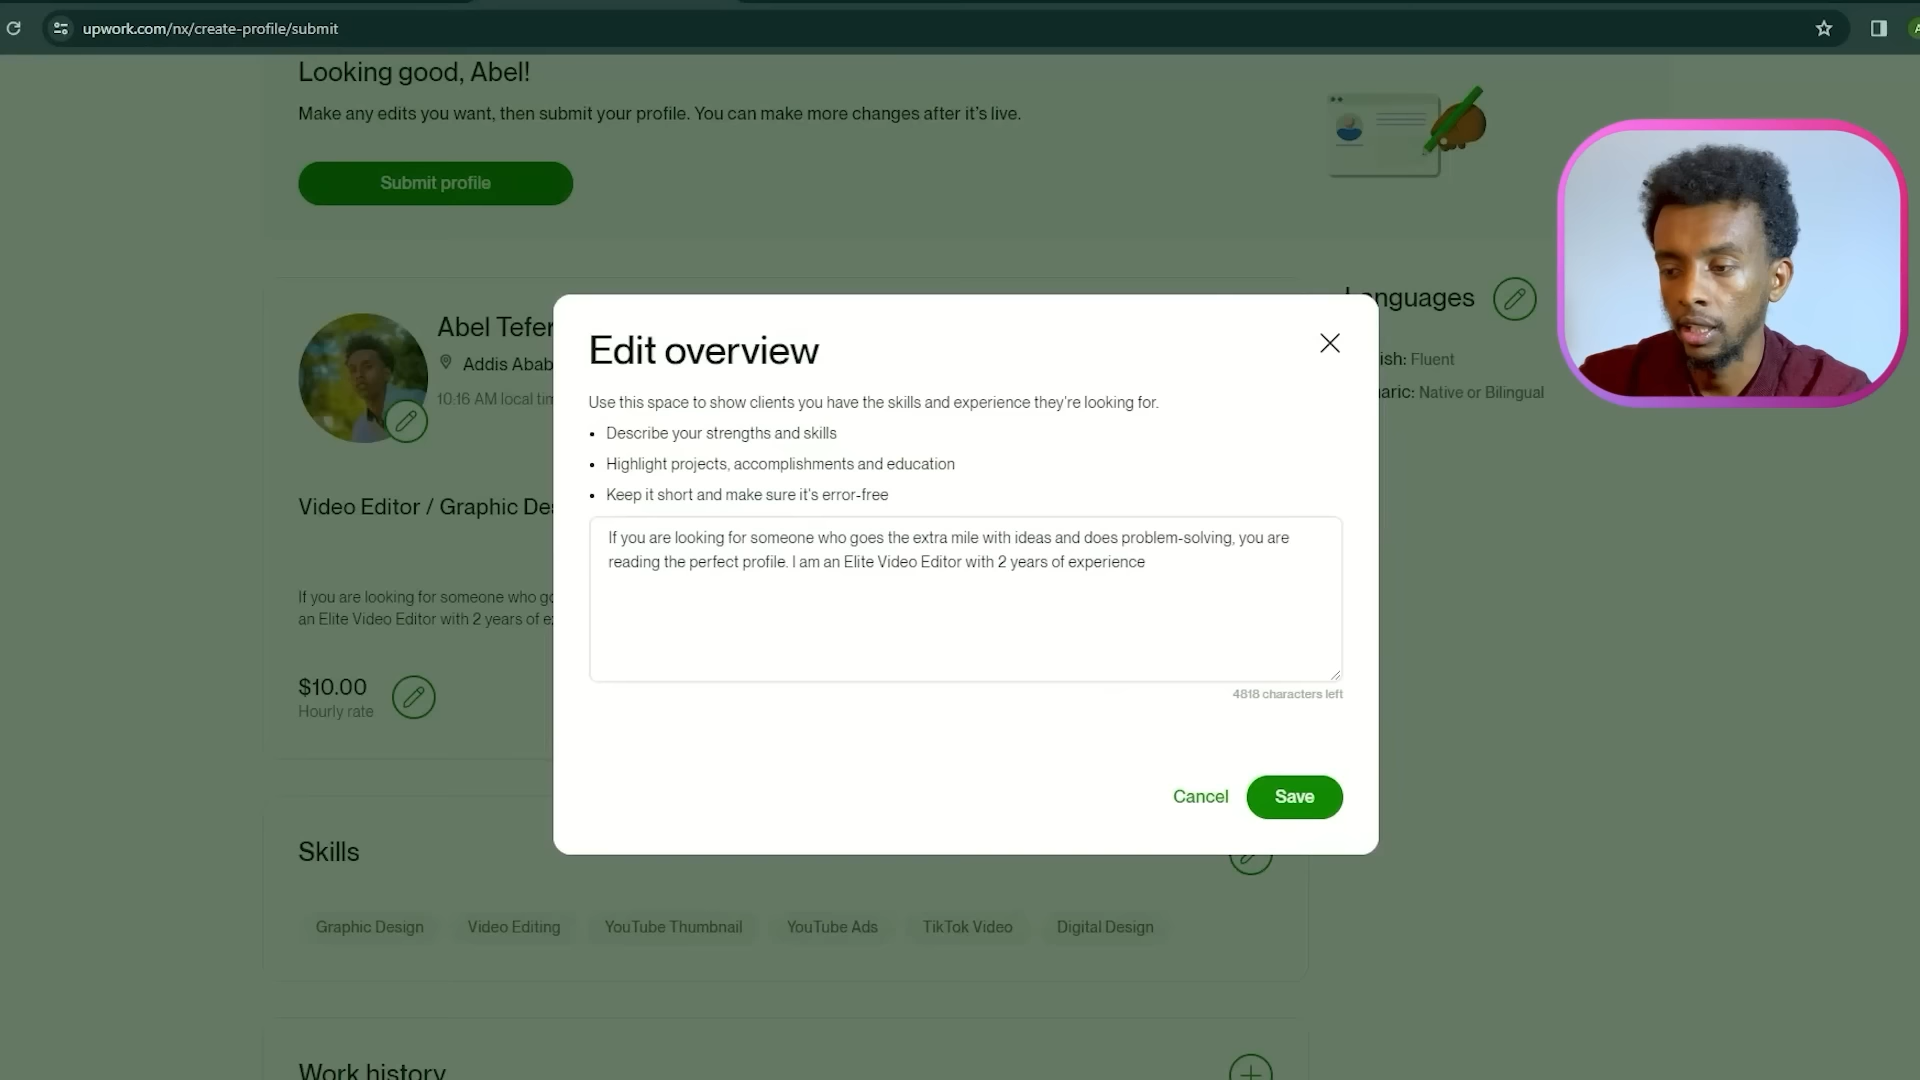 upwork.com/nx/create-profile/submit
Looking good, Abel!
Make any edits you want, then submit your profile. You can make more changes after it's live.
Submit profile
Abel Tefer
Addis Abab
10:16 AM local tim
Video Editor / Graphic Des
If you are looking for someone who go
an Elite Video Editor with 2 years of e
$10.00
Hourly rate
Edit overview
Use this space to show clients you have the skills and experience they're looking for.
• Describe your strengths and skills
• Highlight projects, accomplishments and education
• Keep it short and make sure it's error-free
If you are looking for someone who goes the extra mile with ideas and does problem-solving, you are
reading the perfect profile. I am an Elite Video Editor with 2 years of experience
4818 characters left
Cancel
Save
Languages
ish: Fluent
aric: Native or Bilingual
Skills
Graphic Design
Video Editing
YouTube Thumbnail
YouTube Ads
TikTok Video
Digital Design
Work history